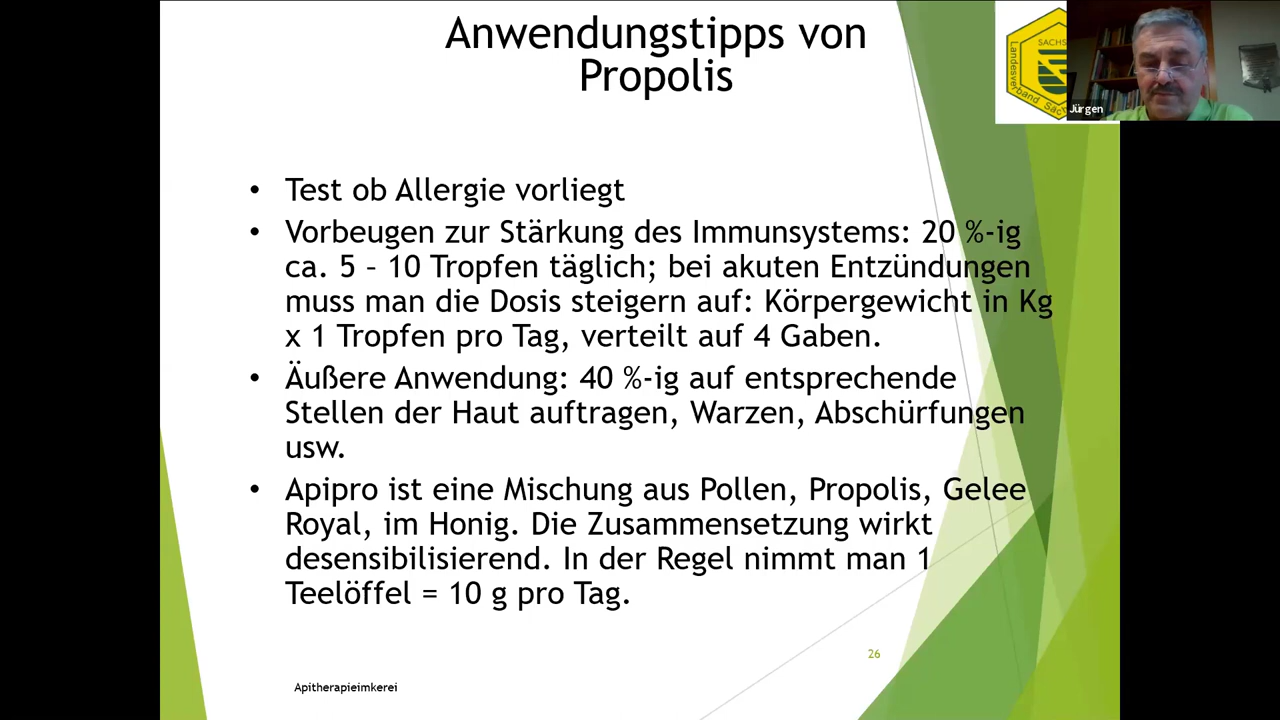 Anwendungstipps von
Propolis
SACHS
Landesverband Säc
Jürgen
• Test ob Allergie vorliegt
• Vorbeugen zur Stärkung des Immunsystems: 20 %-ig
ca. 5 – 10 Tropfen täglich; bei akuten Entzündungen
muss man die Dosis steigern auf: Körpergewicht in Kg
x 1 Tropfen pro Tag, verteilt auf 4 Gaben.
• Äußere Anwendung: 40 %-ig auf entsprechende
Stellen der Haut auftragen, Warzen, Abschürfungen
usw.
• Apipro ist eine Mischung aus Pollen, Propolis, Gelee
Royal, im Honig. Die Zusammensetzung wirkt
desensibilisierend. In der Regel nimmt man 1
Teelöffel = 10 g pro Tag.
26
Apitherapieimkerei